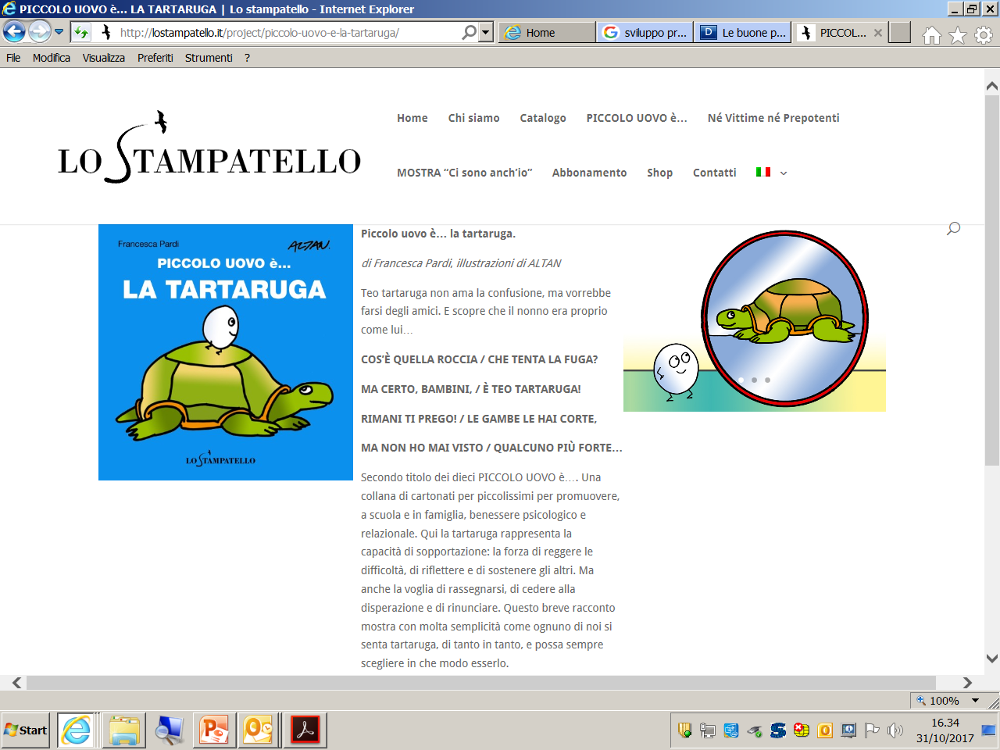 PICCOLO UOVO è... LA TARTARUGA | Lo stampatello - Internet Explorer
http://lostampatello.it/project/piccolo-uovo-e-la-tartaruga/
Home
sviluppo pr...
Le buone p...
PICCOL...
File Modifica Visualizza Preferiti Strumenti ?
LO STAMPATELLO
Home Chi siamo Catalogo PICCOLO UOVO è… Né Vittime né Prepotenti
MOSTRA “Ci sono anch’io” Abbonamento Shop Contatti
Francesca Pardi
ALTAN.
PICCOLO UOVO è...
LA TARTARUGA
LO STAMPATELLO
Piccolo uovo è… la tartaruga.
di Francesca Pardi, illustrazioni di ALTAN
Teo tartaruga non ama la confusione, ma vorrebbe
farsi degli amici. E scopre che il nonno era proprio
come lui…
COS’È QUELLA ROCCIA / CHE TENTA LA FUGA?
MA CERTO, BAMBINI, / È TEO TARTARUGA!
RIMANI TI PREGO! / LE GAMBE LE HAI CORTE,
MA NON HO MAI VISTO / QUALCUNO PIÙ FORTE…
Secondo titolo dei dieci PICCOLO UOVO è…. Una
collana di cartonati per piccolissimi per promuovere,
a scuola e in famiglia, benessere psicologico e
relazionale. Qui la tartaruga rappresenta la
capacità di sopportazione: la forza di reggere le
difficoltà, di riflettere e di sostenere gli altri. Ma
anche la voglia di rassegnarsi, di cedere alla
disperazione e di rinunciare. Questo breve racconto
mostra con molta semplicità come ognuno di noi si
senta tartaruga, di tanto in tanto, e possa sempre
scegliere in che modo esserlo.
100%
Start
16.34
31/10/2017